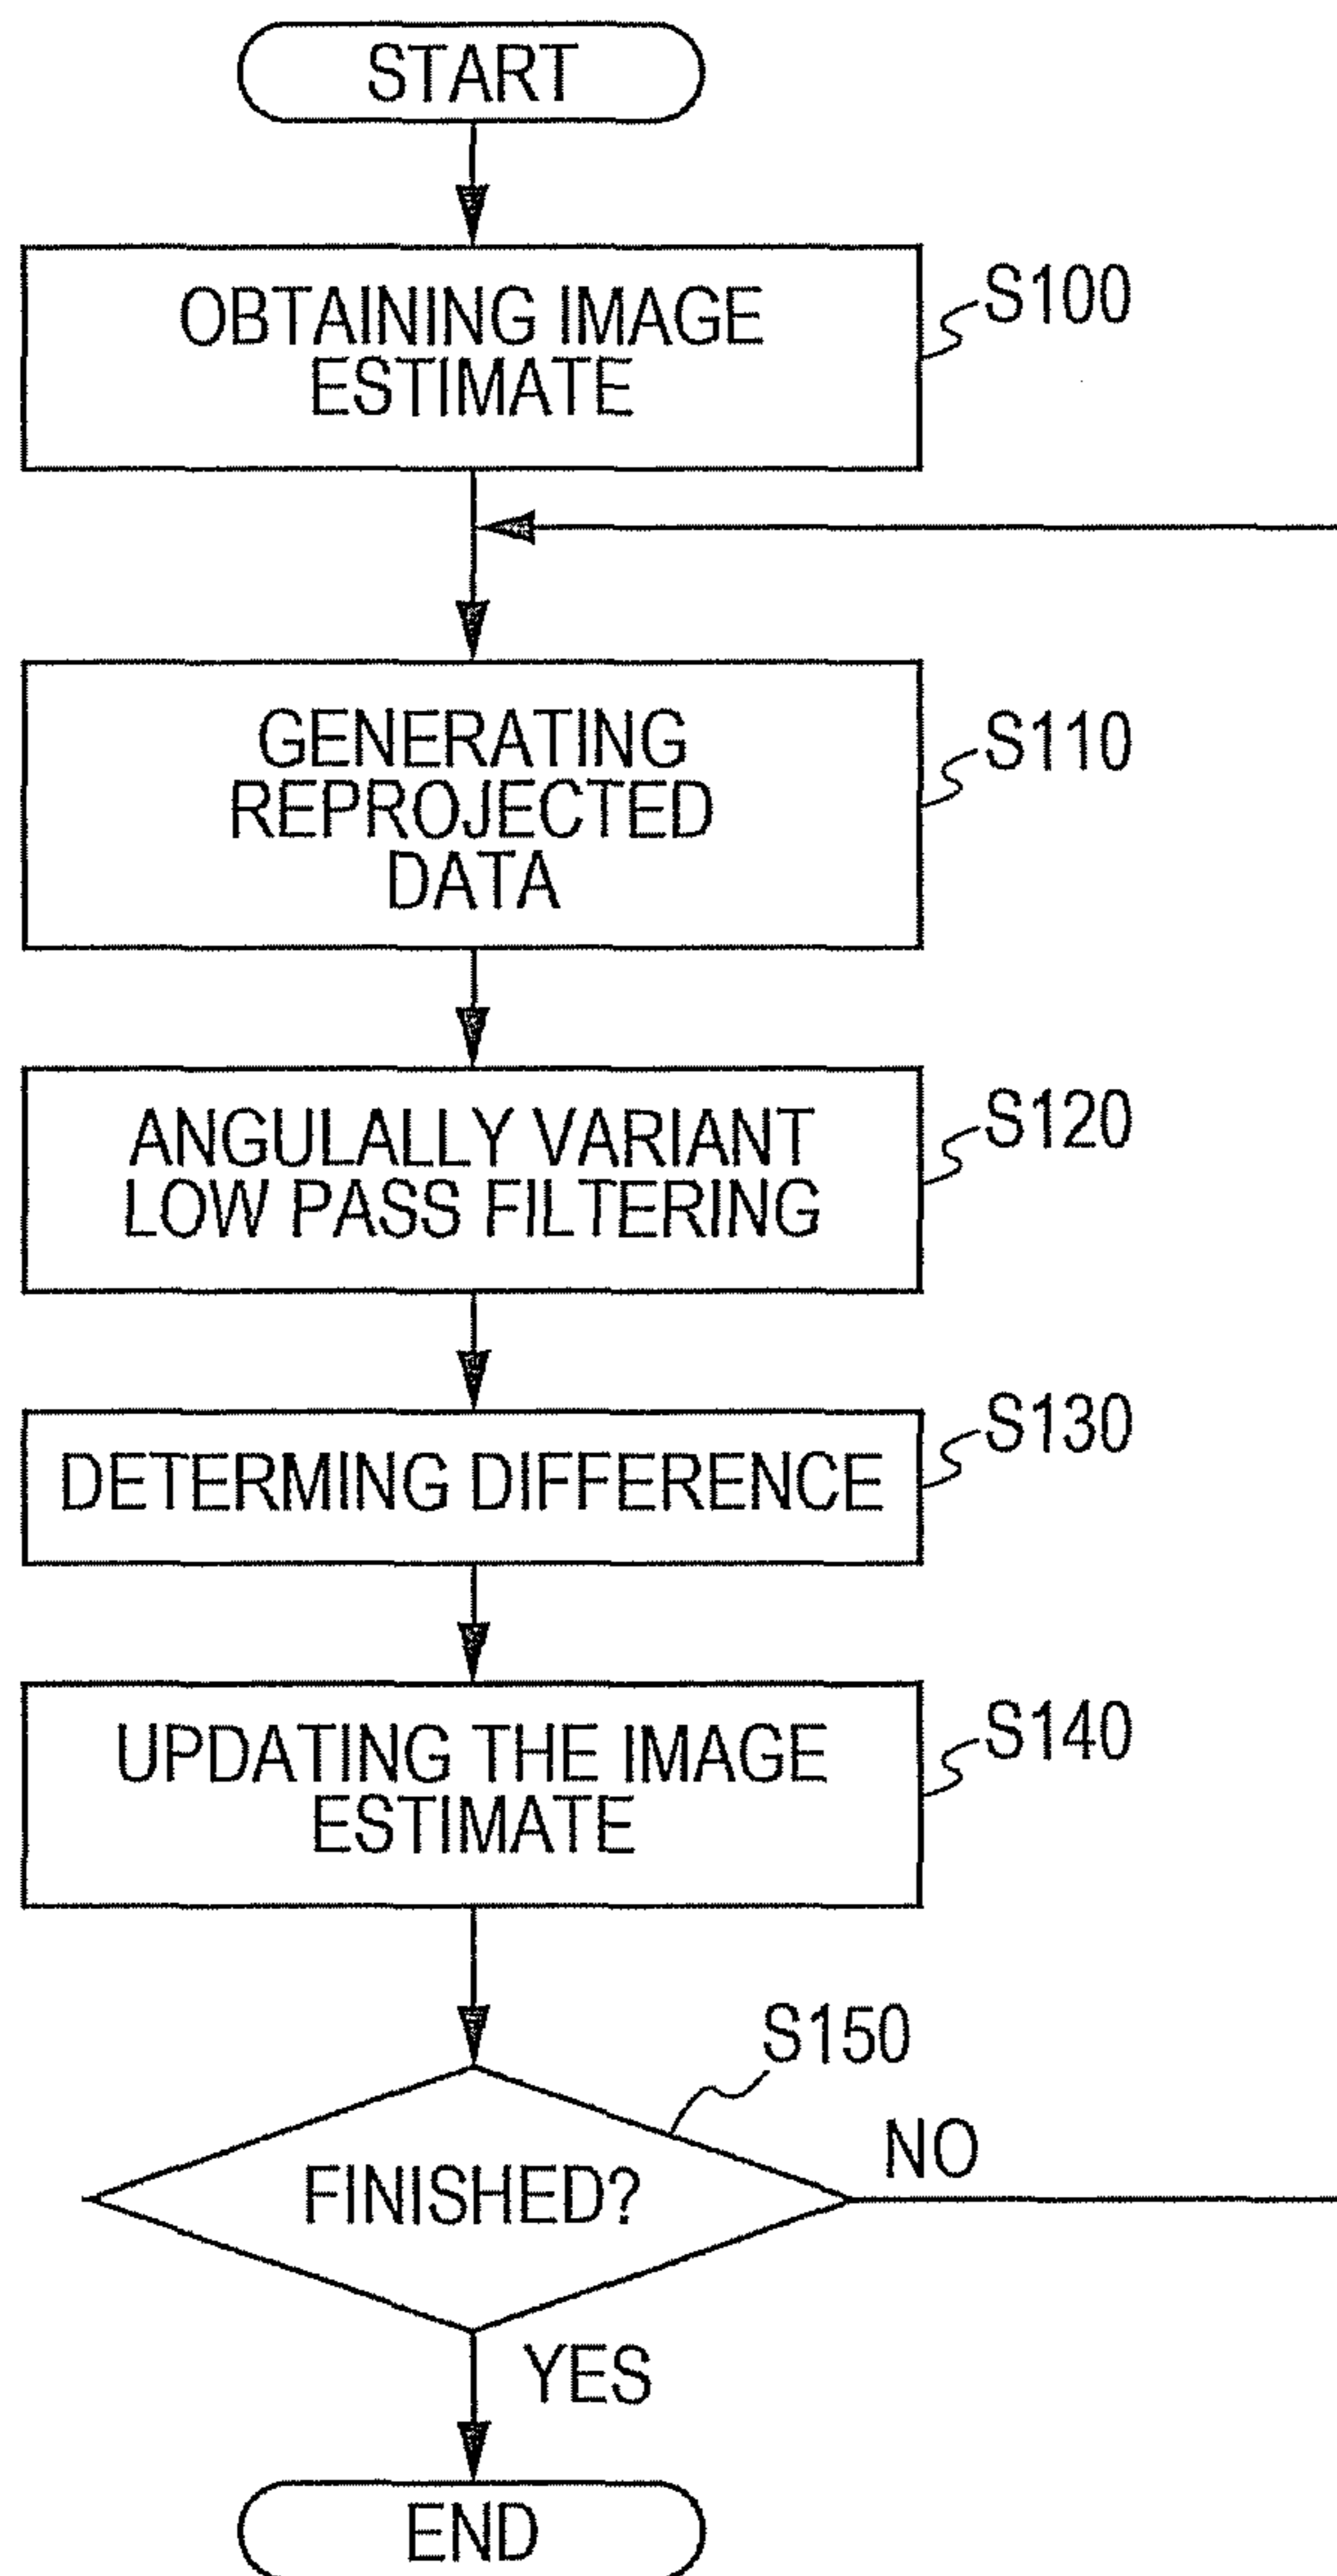 START
OBTAINING IMAGE
ESTIMATE
S100
GENERATING
REPROJECTED
DATA
S110
ANGULALLY VARIANT
LOW PASS FILTERING
S120
DETERMING DIFFERENCE
S130
UPDATING THE IMAGE
ESTIMATE
S140
S150
FINISHED?
NO
YES
END